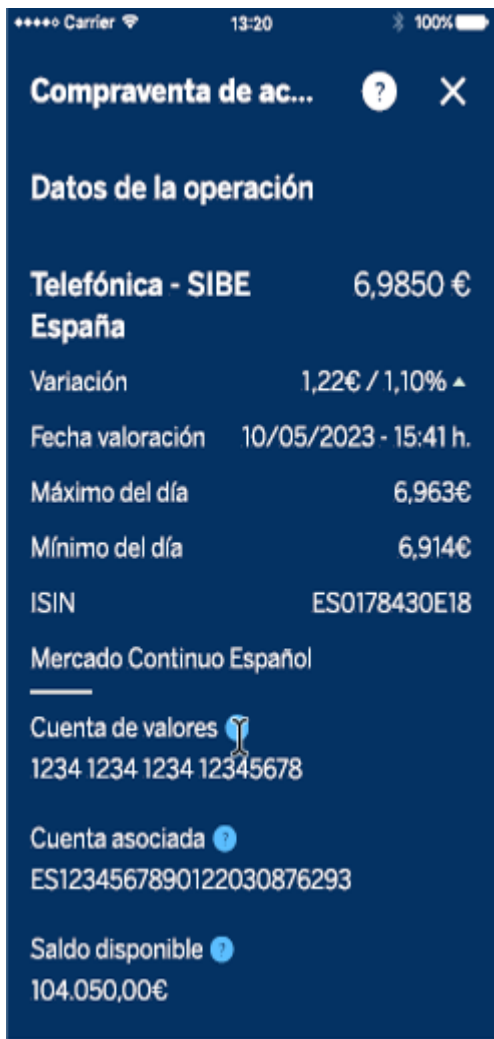 Carrier 13:20 100%
Compraventa de ac... ?
Datos de la operación
Telefónica - SIBE 6,9850 €
España
Variación 1,22€ / 1,10%
Fecha valoración 10/05/2023 - 15:41 h.
Máximo del día 6,963€
Mínimo del día 6,914€
ISIN ES0178430E18
Mercado Continuo Español
Cuenta de valores
1234 1234 1234 12345678
Cuenta asociada ?
ES1234567890122030876293
Saldo disponible ?
104.050,00€